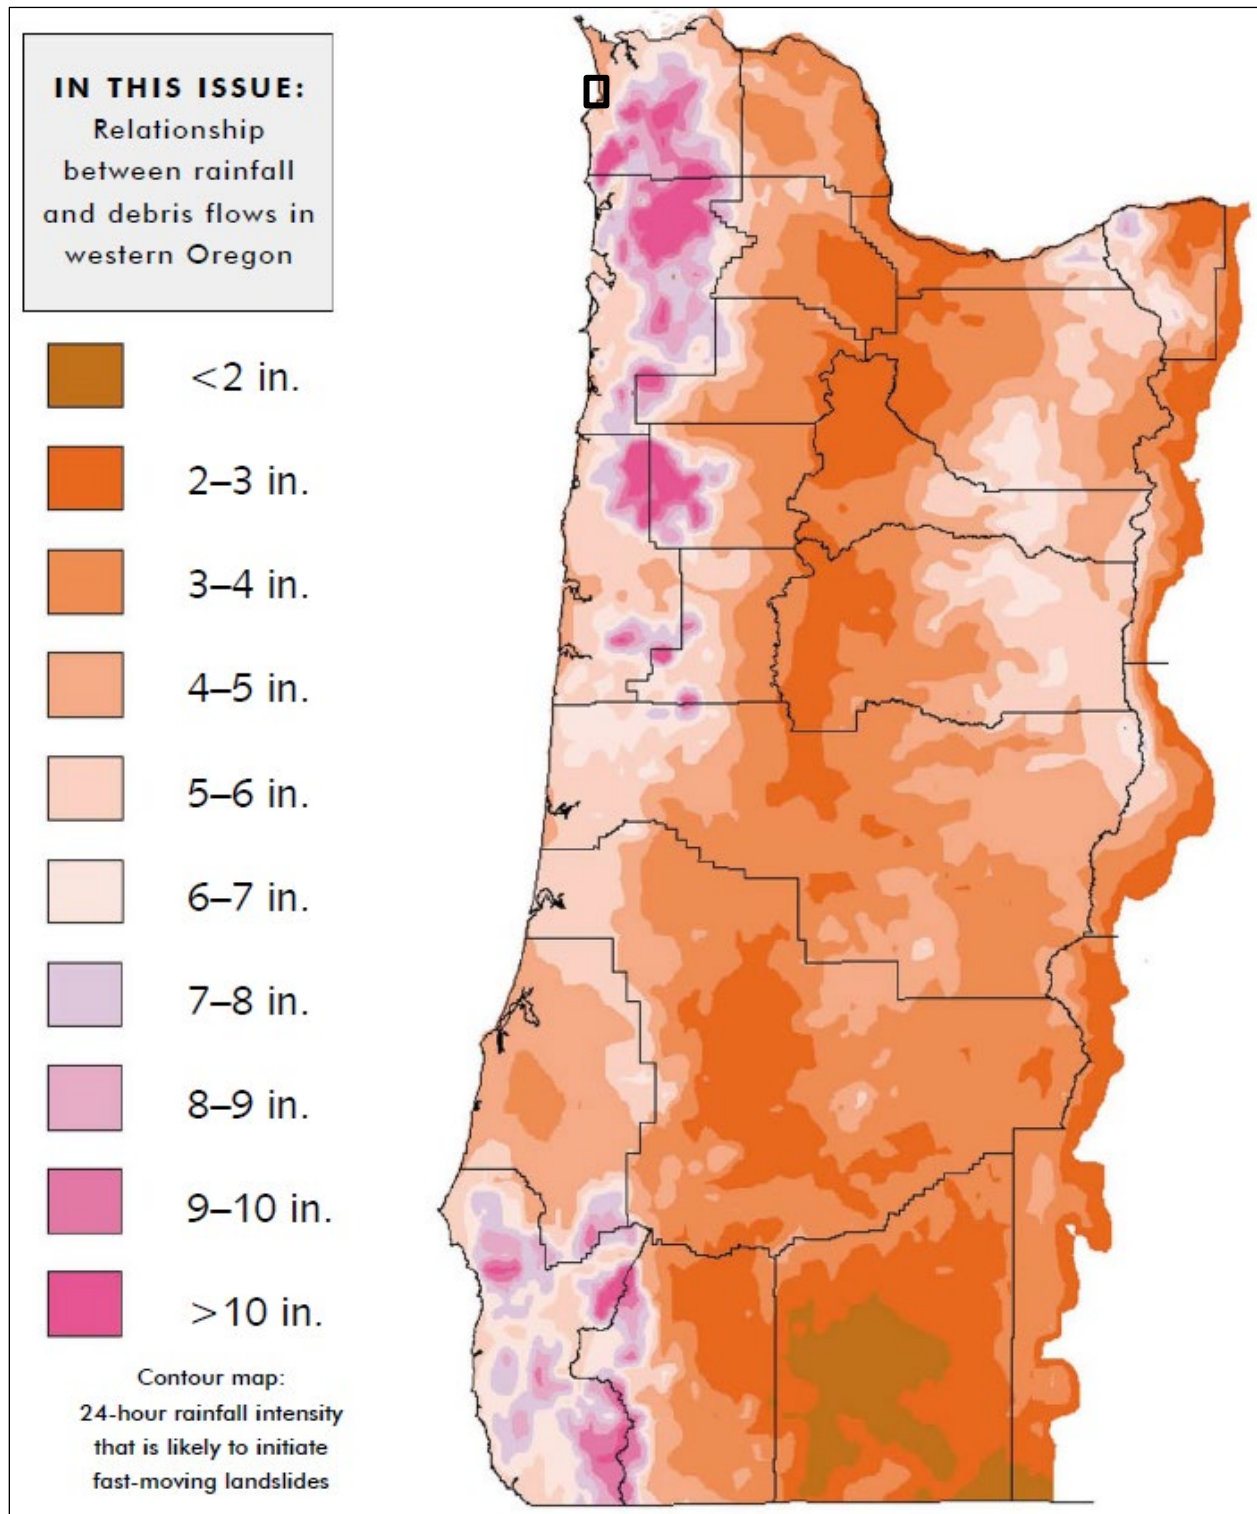 IN THIS ISSUE:
Relationship
between rainfall
and debris flows in
western Oregon
<2 in.
2–3 in.
3–4 in.
4–5 in.
5–6 in.
6–7 in.
7–8 in.
8–9 in.
9–10 in.
>10 in.
Contour map:
24-hour rainfall intensity
that is likely to initiate
fast-moving landslides